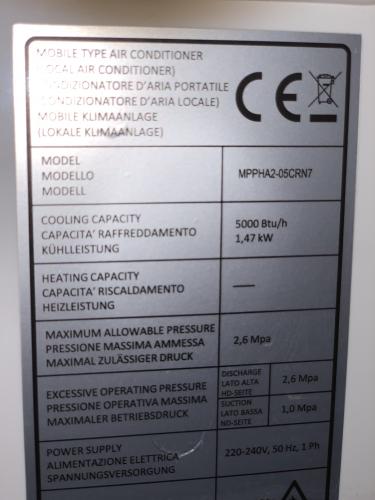 MOBILE TYPE AIR CONDITIONER
(LOCAL AIR CONDITIONER)
CONDIZIONATORE D'ARIA PORTATILE
(CONDIZIONATORE D'ARIA LOCALE)
MOBILE KLIMAANLAGE
(LOKALE KLIMAANLAGE)
CE
MODEL
MODELLO
MODELL
MPPHA2-05CRN7
COOLING CAPACITY
CAPACITA' RAFFREDDAMENTO
KÜHLLEISTUNG
5000 Btu/h
1,47 kW
HEATING CAPACITY
CAPACITA' RISCALDAMENTO
HEIZLEISTUNG
—
MAXIMUM ALLOWABLE PRESSURE
PRESSIONE MASSIMA AMMESSA
MAXIMAL ZULÄSSIGER DRUCK
2,6 Mpa
EXCESSIVE OPERATING PRESSURE
PRESSIONE OPERATIVA MASSIMA
MAXIMALER BETRIEBSDRUCK
DISCHARGE
LATO ALTA
HD-SEITE
2,6 Mpa
SUCTION
LATO BASSA
ND-SEITE
1,0 Mpa
POWER SUPPLY
ALIMENTAZIONE ELETTRICA
SPANNUNGSVERSORGUNG
220-240V, 50 Hz, 1 Ph